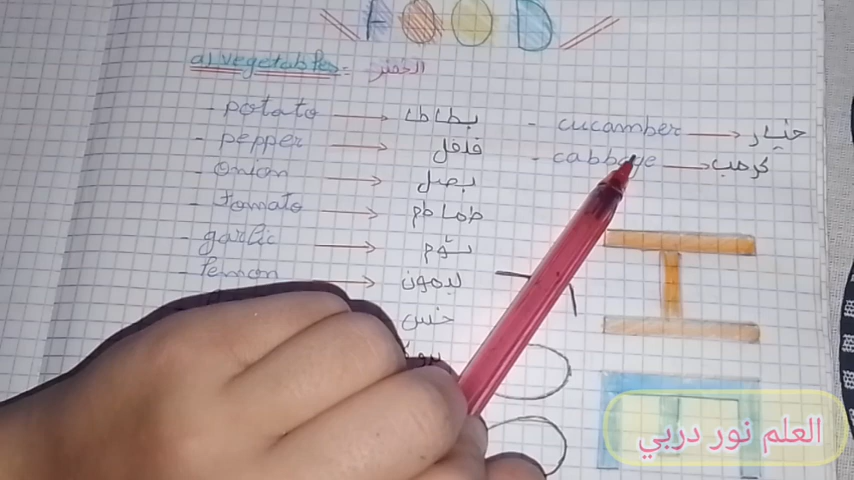 FOOD
a) vegetables:- الخضر
- potato → بطاطا
- pepper → فلفل
- Onion → بصل
- Tomato → طماطم
- garlic → ثوم
- lemon → ليمون
خس
- cucamber → خيار
- cabbage → كرمب
العلم نور دربي